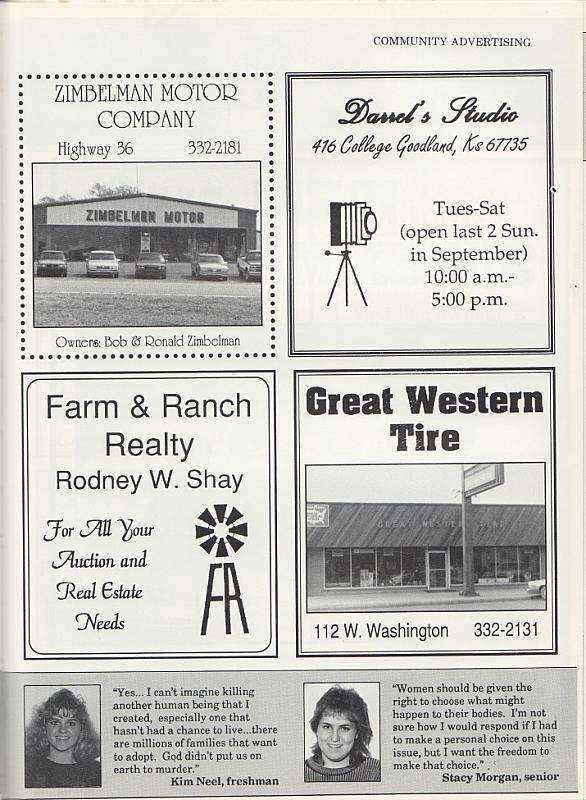 COMMUNITY ADVERTISING
ZIMBELMAN MOTOR
COMPANY
Highway 36 332-2181
ZIMBELMAN MOTOR
Owners: Bob & Ronald Zimbelman
Darrel's Studio
416 College Goodland, Ks 67735
Tues-Sat
(open last 2 Sun.
in September)
10:00 a.m.-
5:00 p.m.
Farm & Ranch
Realty
Rodney W. Shay
For All Your
Auction and
Real Estate
Needs
FR
Great Western
Tire
GREAT WESTERN TIRE
112 W. Washington 332-2131
"Yes... I can't imagine killing
another human being that I
created, especially one that
hasn't had a chance to live...there
are millions of families that want
to adopt. God didn't put us on
earth to murder."
Kim Neel, freshman
"Women should be given the
right to choose what might
happen to their bodies. I'm not
sure how I would respond if I had
to make a personal choice on this
issue, but I want the freedom to
make that choice."
Stacy Morgan, senior